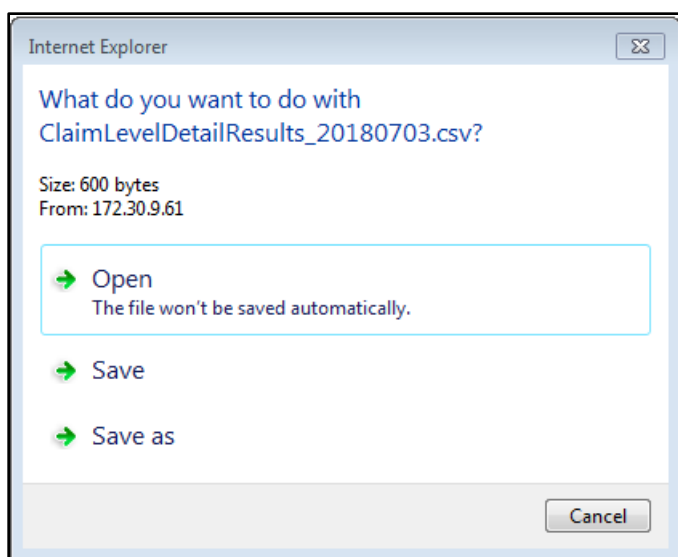 Internet Explorer
What do you want to do with
ClaimLevelDetailResults_20180703.csv?
Size: 600 bytes
From: 172.30.9.61
Open
The file won't be saved automatically.
Save
Save as
Cancel